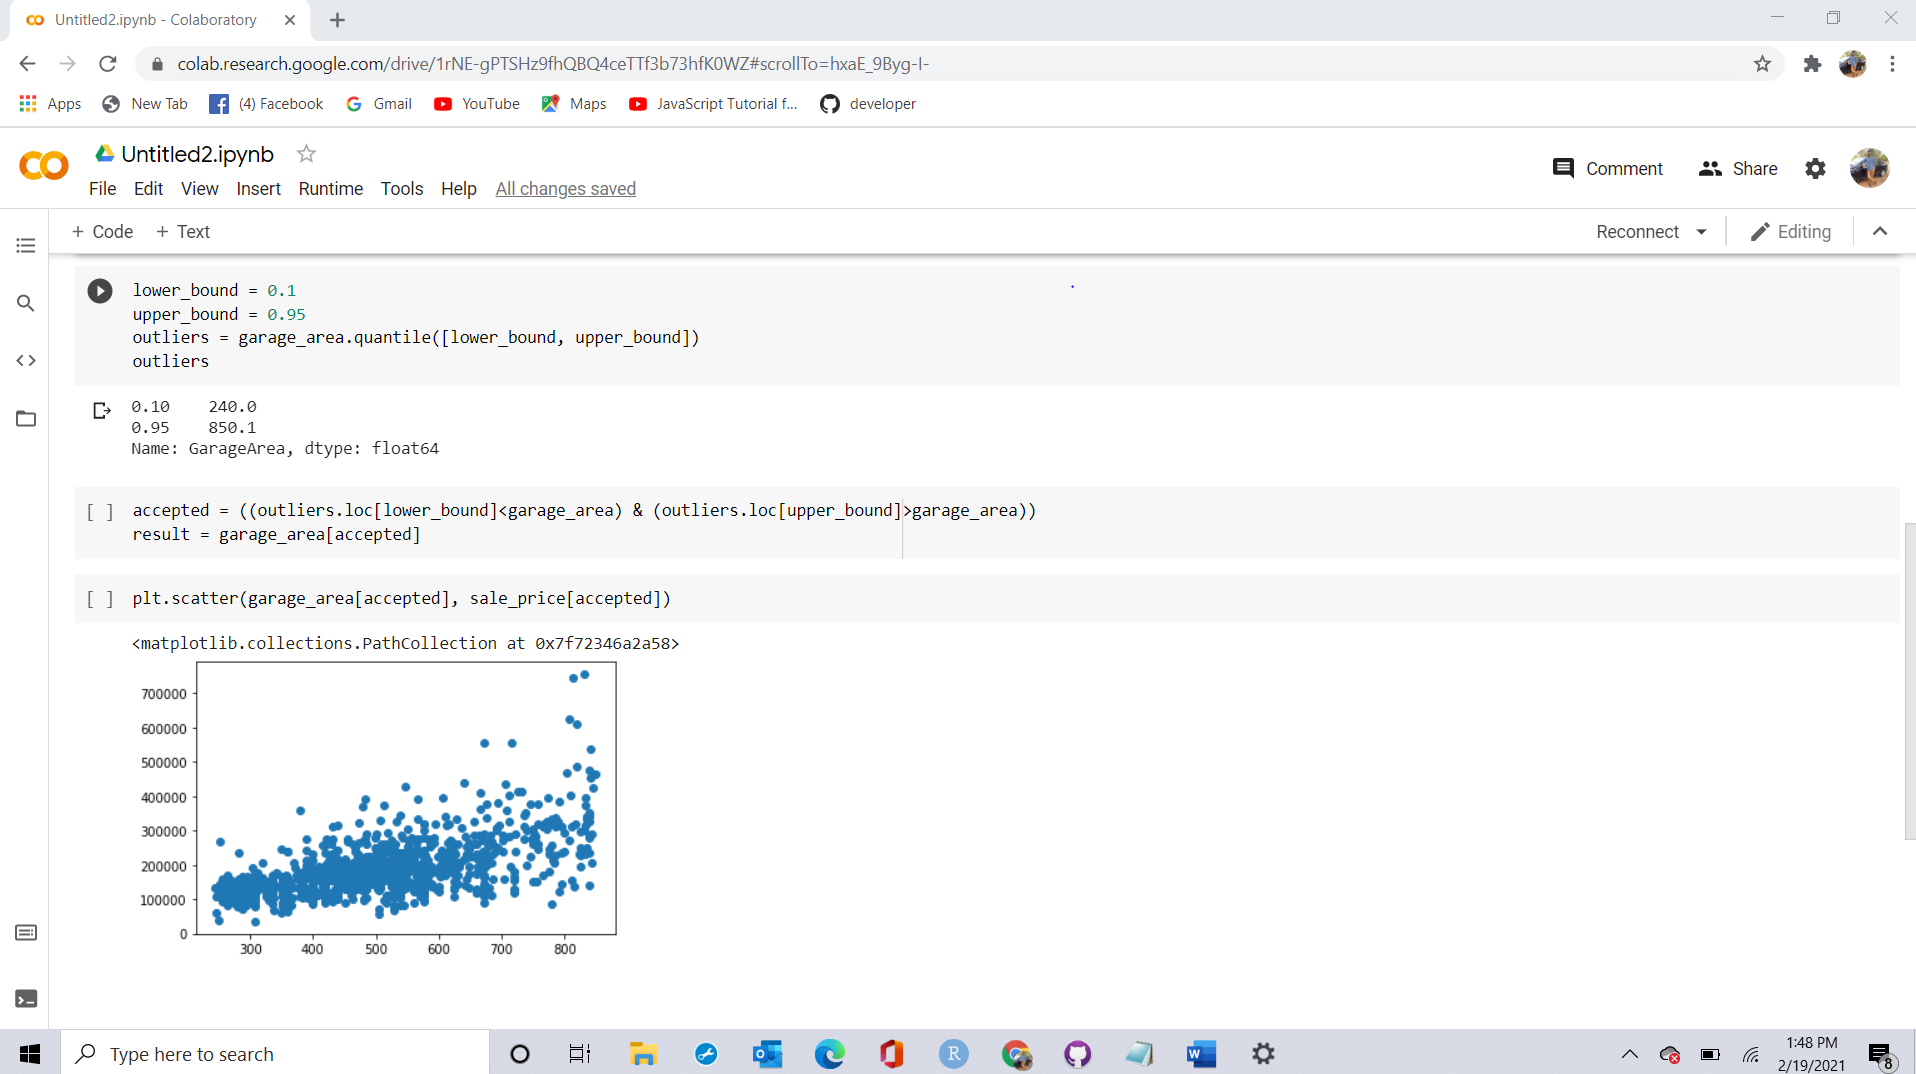 Untitled2.ipynb - Colaboratory
colab.research.google.com/drive/1rNE-gPTSHz9fhQBQ4ceTTf3b73hfK0WZ#scrollTo=hxaE_9Byg-I-
Apps New Tab (4) Facebook Gmail YouTube Maps JavaScript Tutorial f... developer
Untitled2.ipynb
File Edit View Insert Runtime Tools Help All changes saved
Comment Share
+ Code + Text
Reconnect Editing
lower_bound = 0.1
upper_bound = 0.95
outliers = garage_area.quantile([lower_bound, upper_bound])
outliers
0.10 240.0
0.95 850.1
Name: GarageArea, dtype: float64
[ ] accepted = ((outliers.loc[lower_bound]<garage_area) & (outliers.loc[upper_bound]>garage_area))
result = garage_area[accepted]
[ ] plt.scatter(garage_area[accepted], sale_price[accepted])
<matplotlib.collections.PathCollection at 0x7f72346a2a58>
700000
600000
500000
400000
300000
200000
100000
0
300 400 500 600 700 800
Type here to search
R
W
1:48 PM
2/19/2021
8